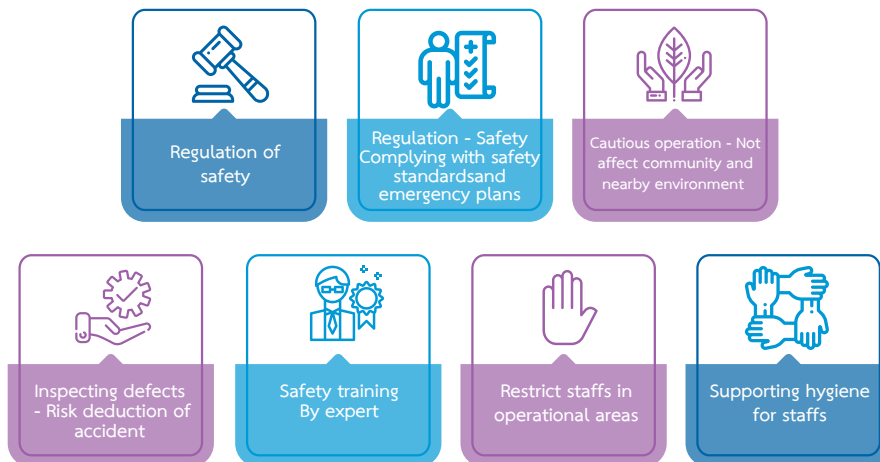 Regulation of
safety
Regulation - Safety
Complying with safety
standardsand
emergency plans
Cautious operation - Not
affect community and
nearby environment
Inspecting defects
- Risk deduction of
accident
Safety training
By expert
Restrict staffs in
operational areas
Supporting hygiene
for staffs